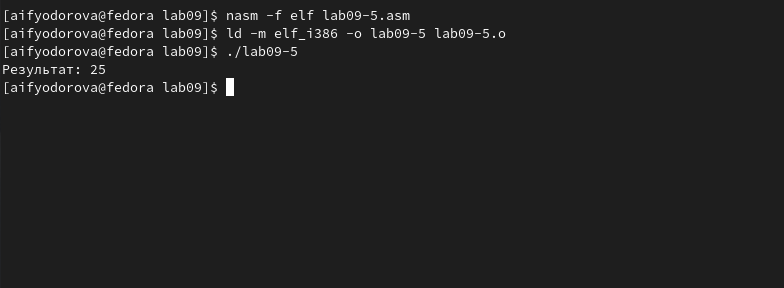 [aifyodorova@fedora lab09]$ nasm -f elf lab09-5.asm
[aifyodorova@fedora lab09]$ ld -m elf_i386 -o lab09-5 lab09-5.o
[aifyodorova@fedora lab09]$ ./lab09-5
Результат: 25
[aifyodorova@fedora lab09]$